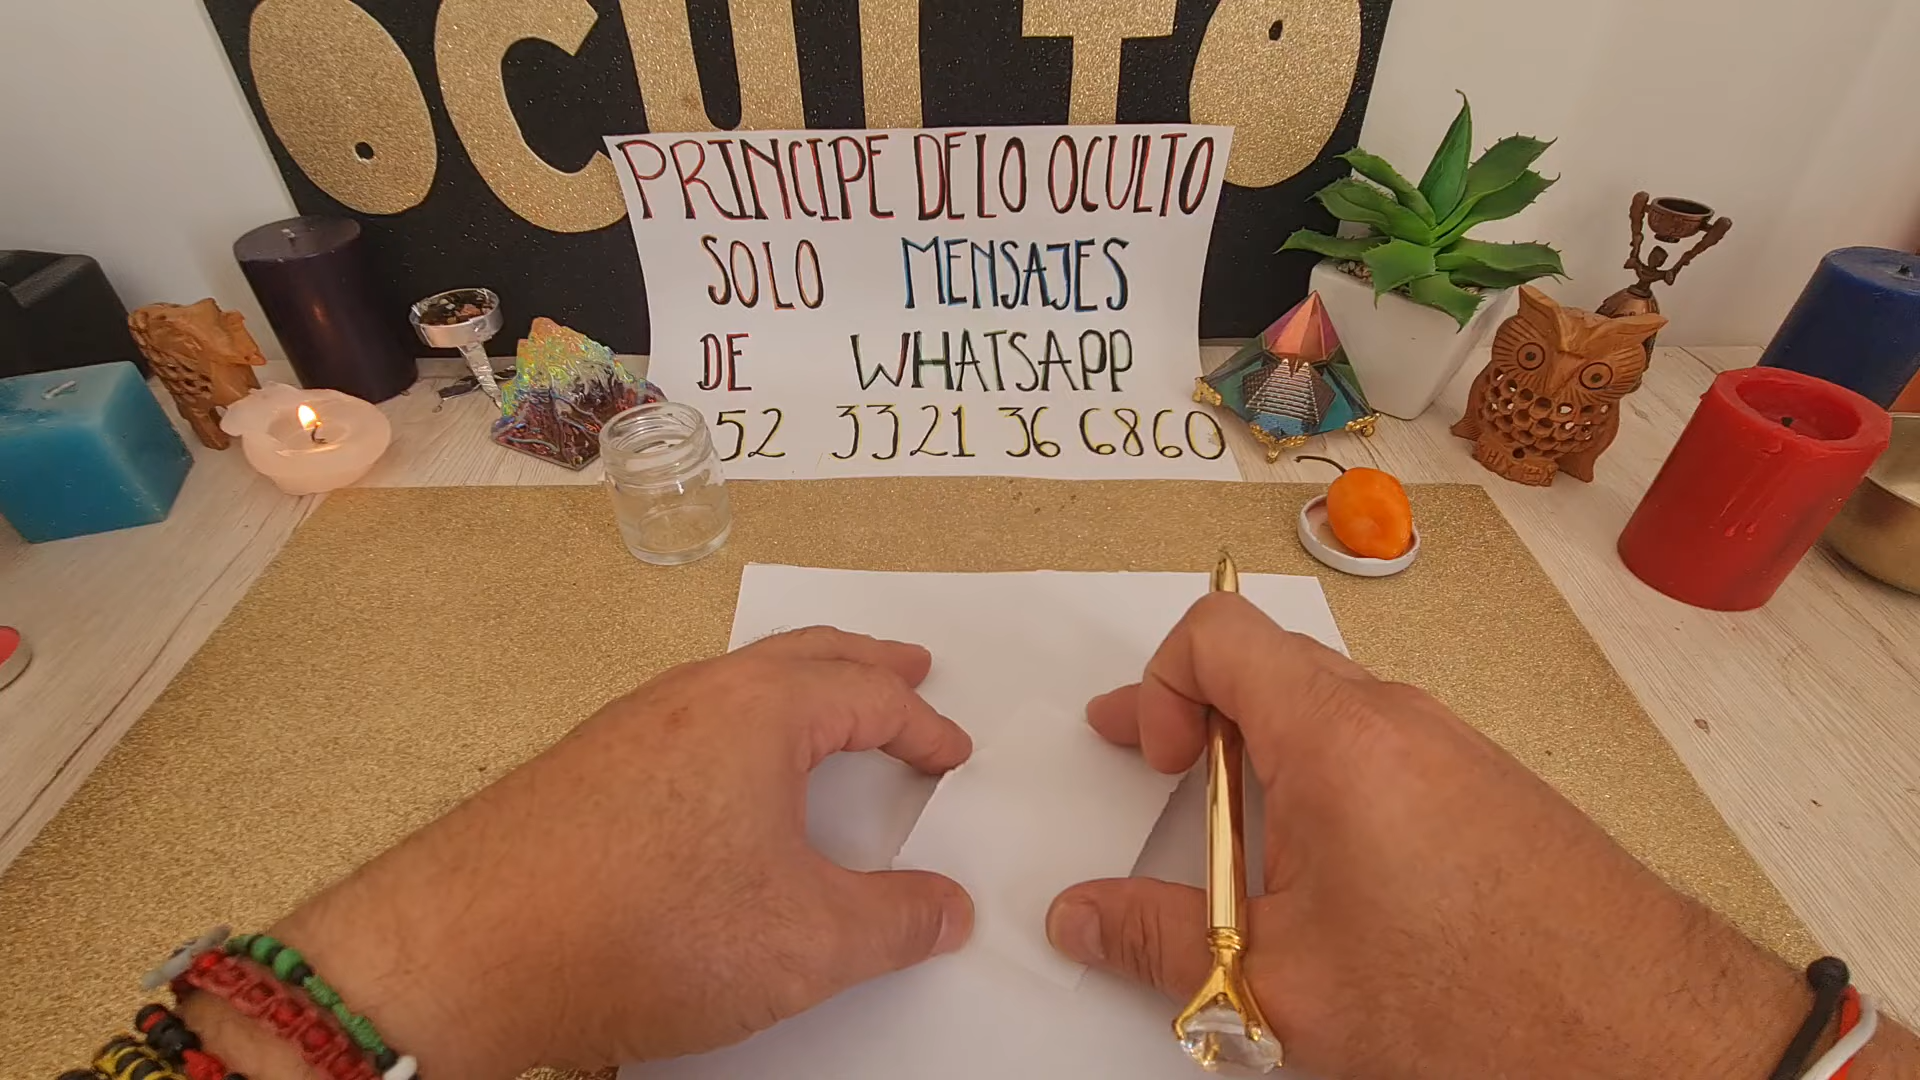 OCULTO
PRINCIPE DE LO OCULTO
SOLO MENSAJES
DE WHATSAPP
52 3321 36 6860